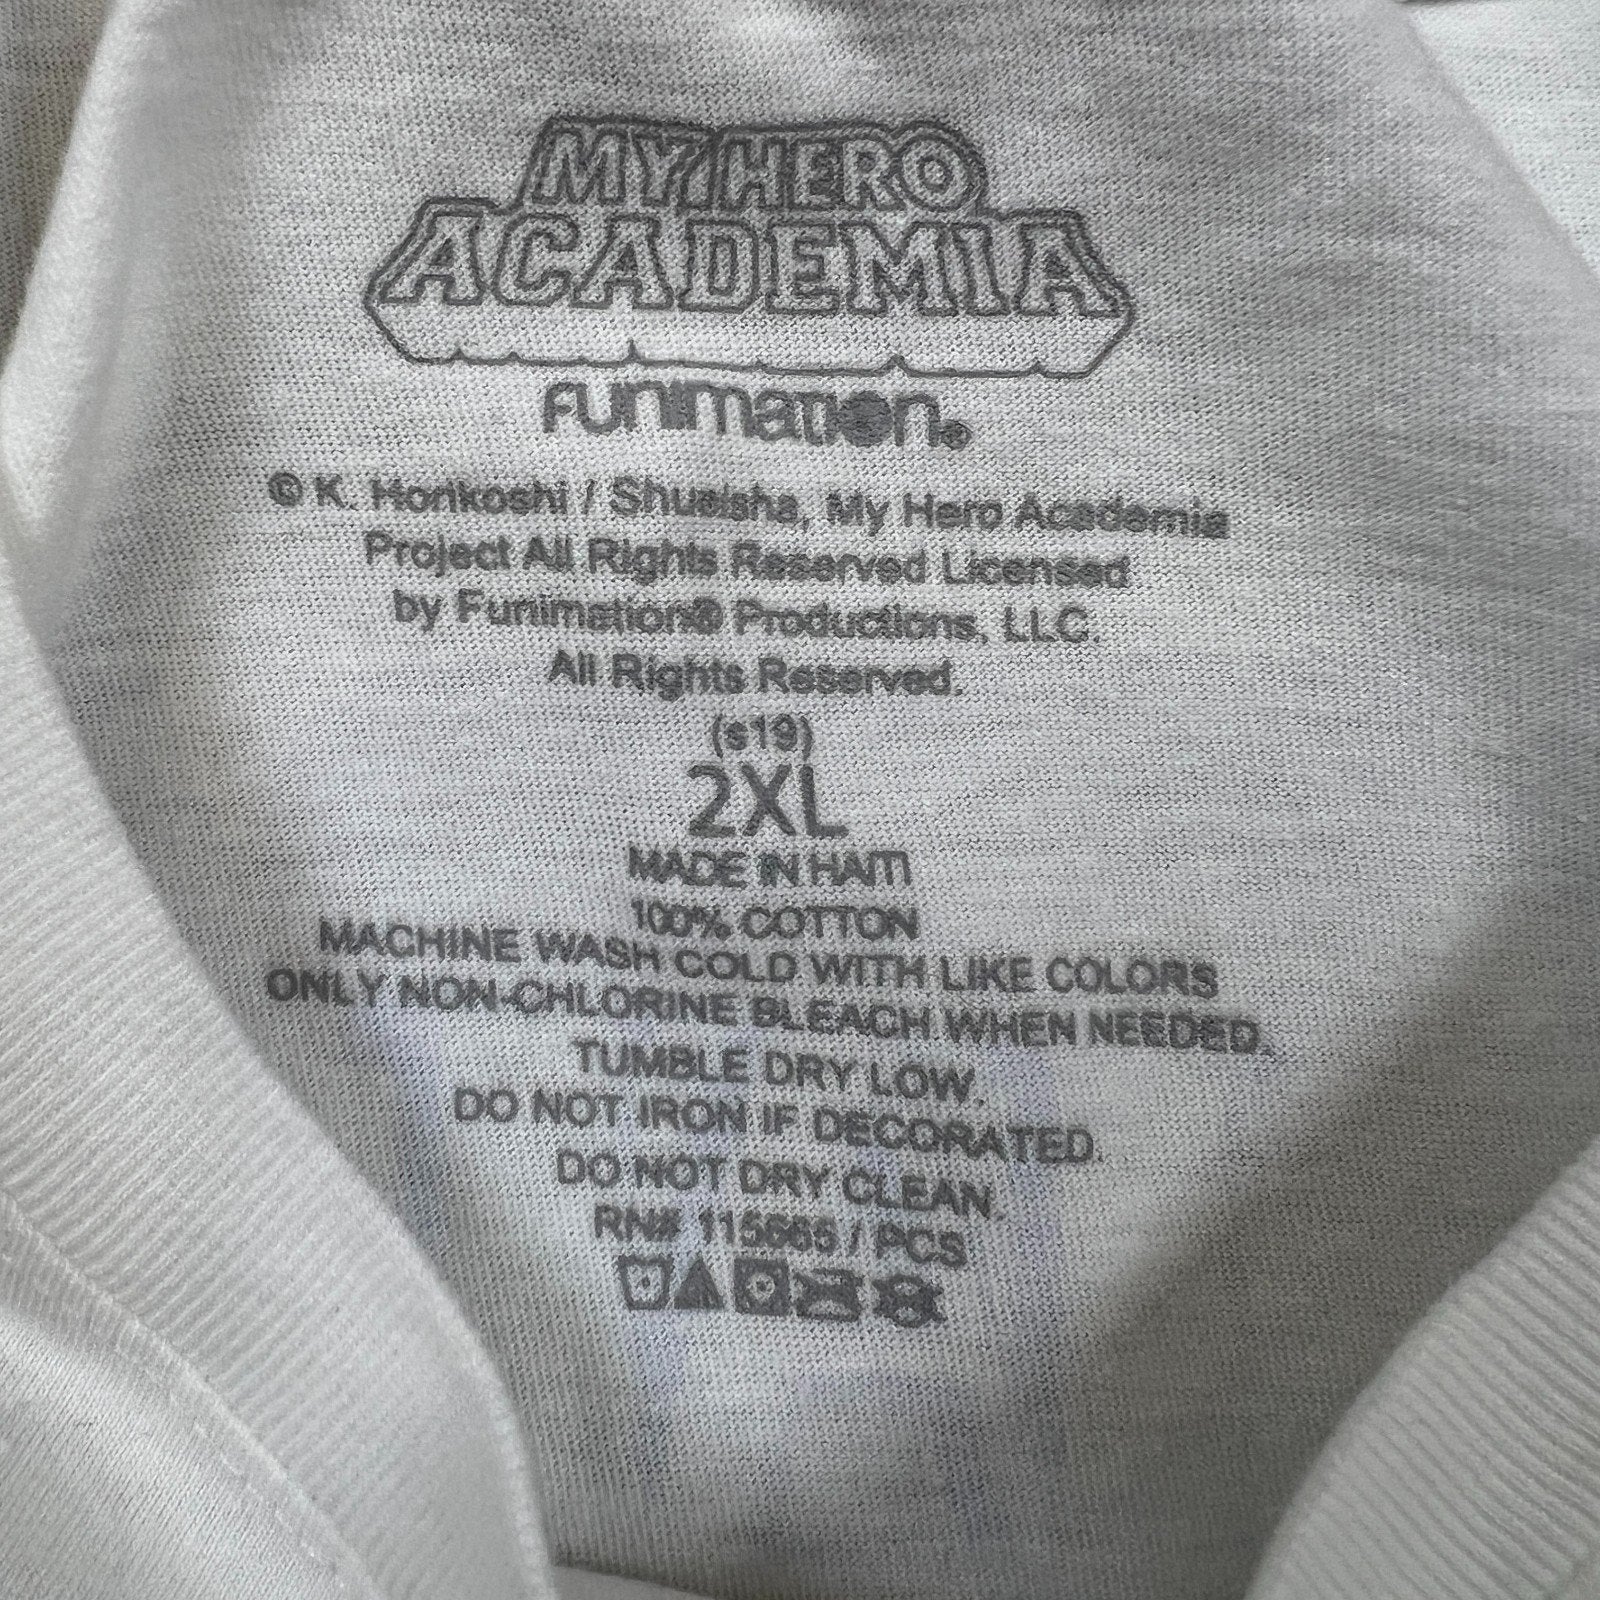 MY HERO
ACADEMIA
FUNIMATION®
© K. Horikoshi / Shueisha, My Hero Academia
Project All Rights Reserved Licensed
by Funimation® Productions, LLC.
All Rights Reserved.
(s19)
2XL
MADE IN HAITI
100% COTTON
MACHINE WASH COLD WITH LIKE COLORS
ONLY NON-CHLORINE BLEACH WHEN NEEDED.
TUMBLE DRY LOW.
DO NOT IRON IF DECORATED.
DO NOT DRY CLEAN.
RN# / PCS